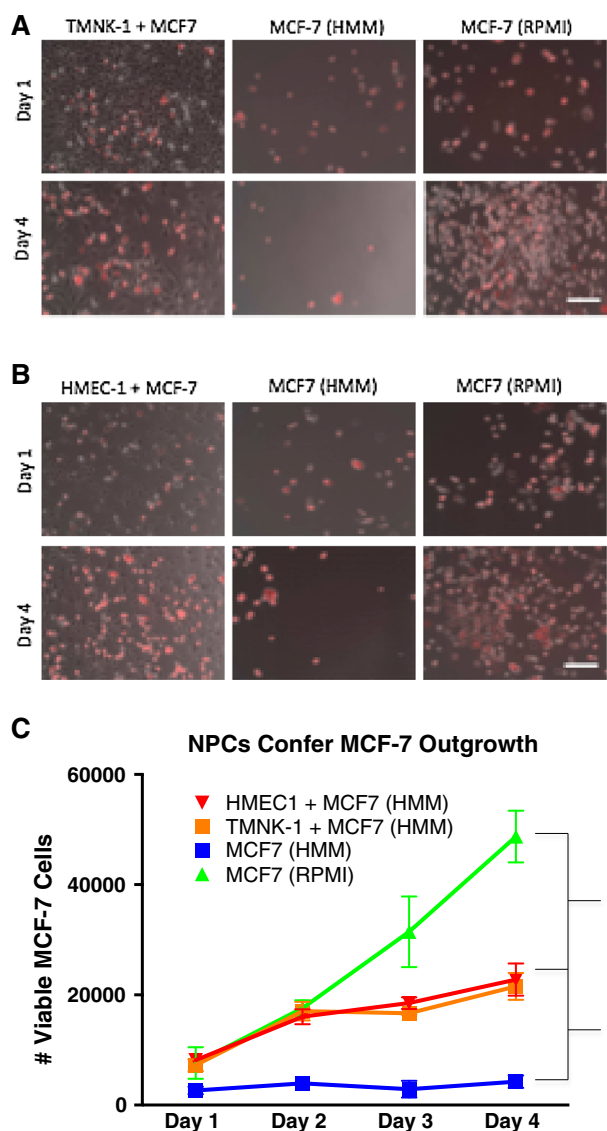 A
TMNK-1 + MCF7 MCF-7 (HMM) MCF-7 (RPMI)
Day 1
Day 4
B
HMEC-1 + MCF-7 MCF7 (HMM) MCF7 (RPMI)
Day 1
Day 4
C
NPCs Confer MCF-7 Outgrowth
60000
40000
20000
0
# Viable MCF-7 Cells
HMEC1 + MCF7 (HMM)
TMNK-1 + MCF7 (HMM)
MCF7 (HMM)
MCF7 (RPMI)
Day 1 Day 2 Day 3 Day 4